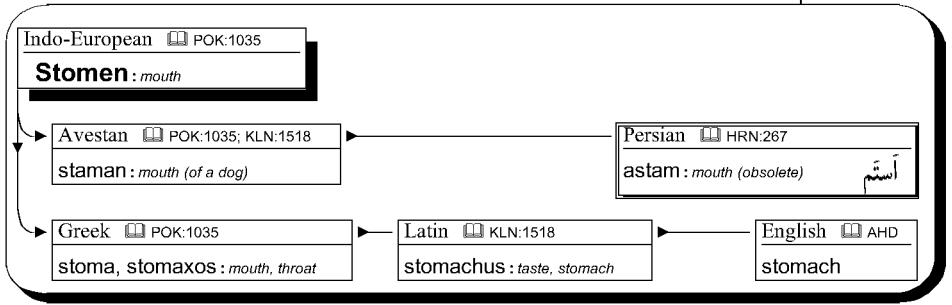 Indo-European POK:1035
Stomen : mouth
Avestan POK:1035; KLN:1518
staman : mouth (of a dog)
Persian HRN:267
astam : mouth (obsolete) اَستَم
Greek POK:1035
stoma, stomaxos : mouth, throat
Latin KLN:1518
stomachus : taste, stomach
English AHD
stomach